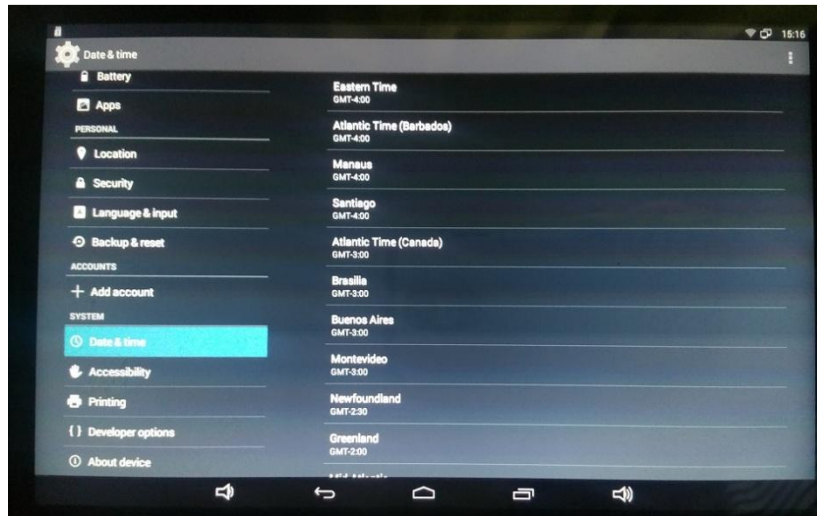 15:16
Date & time
Battery
Apps
PERSONAL
Location
Security
Language & input
Backup & reset
ACCOUNTS
Add account
SYSTEM
Date & time
Accessibility
Printing
{ } Developer options
About device
Eastern Time
GMT-4:00
Atlantic Time (Barbados)
GMT-4:00
Manaus
GMT-4:00
Santiago
GMT-4:00
Atlantic Time (Canada)
GMT-3:00
Brasilia
GMT-3:00
Buenos Aires
GMT-3:00
Montevideo
GMT-3:00
Newfoundland
GMT-2:30
Greenland
GMT-2:00